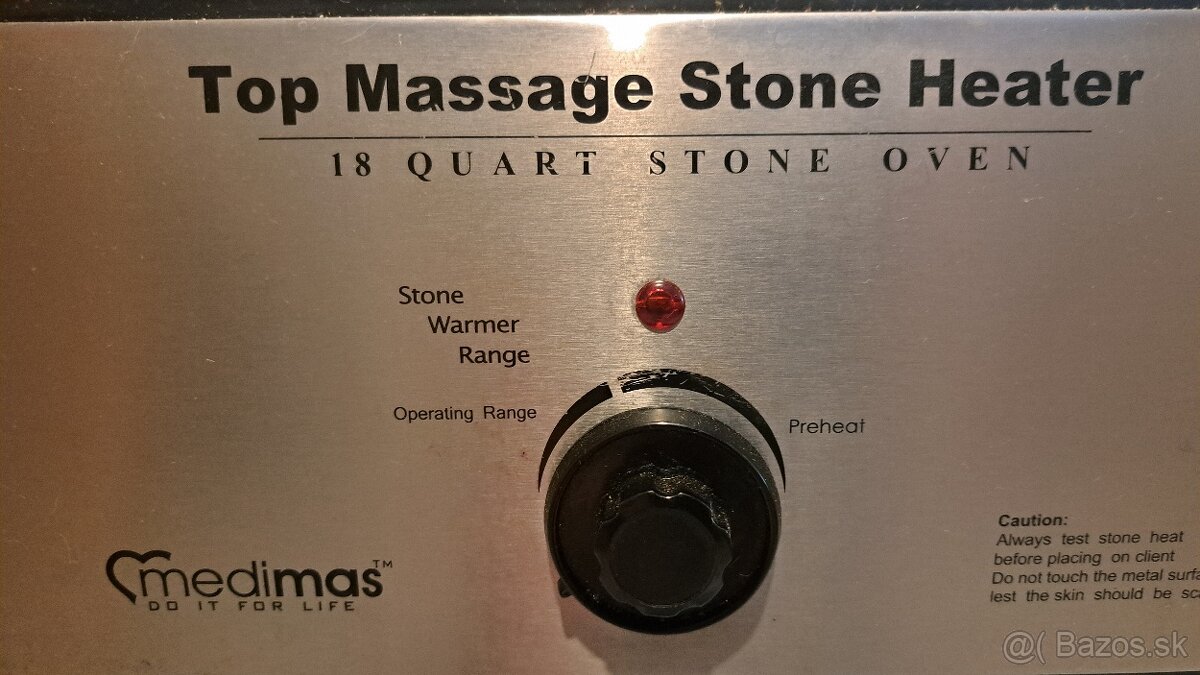 Top Massage Stone Heater
18 QUART STONE OVEN
Stone
Warmer
Range
Operating Range
Preheat
Caution:
Always test stone heat
before placing on client
Do not touch the metal
lest the skin should be
medimas™
DO IT FOR LIFE
@( Bazos.sk